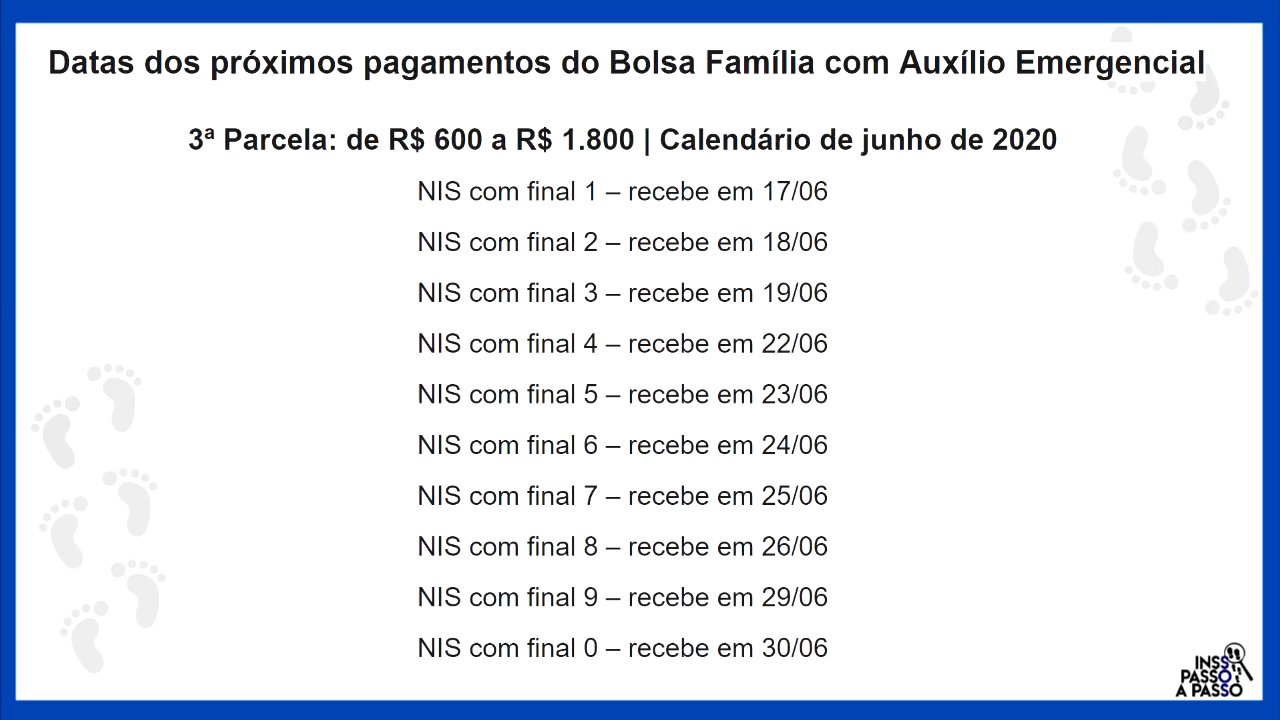 Datas dos próximos pagamentos do Bolsa Família com Auxílio Emergencial
3ª Parcela: de R$ 600 a R$ 1.800 | Calendário de junho de 2020
NIS com final 1 – recebe em 17/06
NIS com final 2 – recebe em 18/06
NIS com final 3 – recebe em 19/06
NIS com final 4 – recebe em 22/06
NIS com final 5 – recebe em 23/06
NIS com final 6 – recebe em 24/06
NIS com final 7 – recebe em 25/06
NIS com final 8 – recebe em 26/06
NIS com final 9 – recebe em 29/06
NIS com final 0 – recebe em 30/06
INSS
PASSO
A PASSO